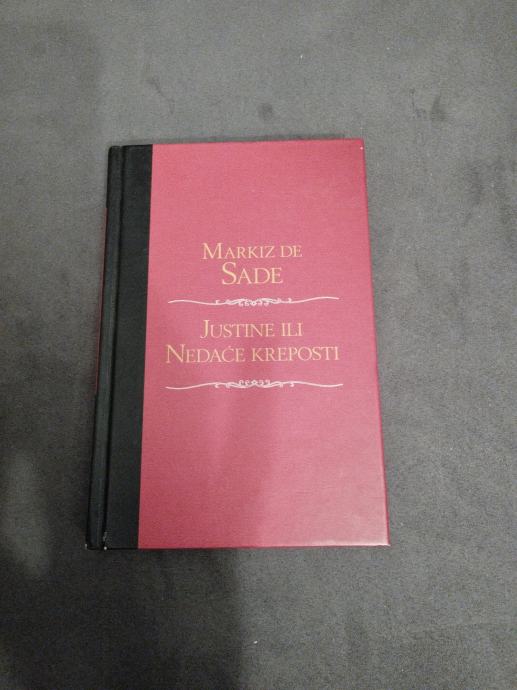 MARKIZ DE
SADE
JUSTINE ILI
NEDAĆE KREPOSTI